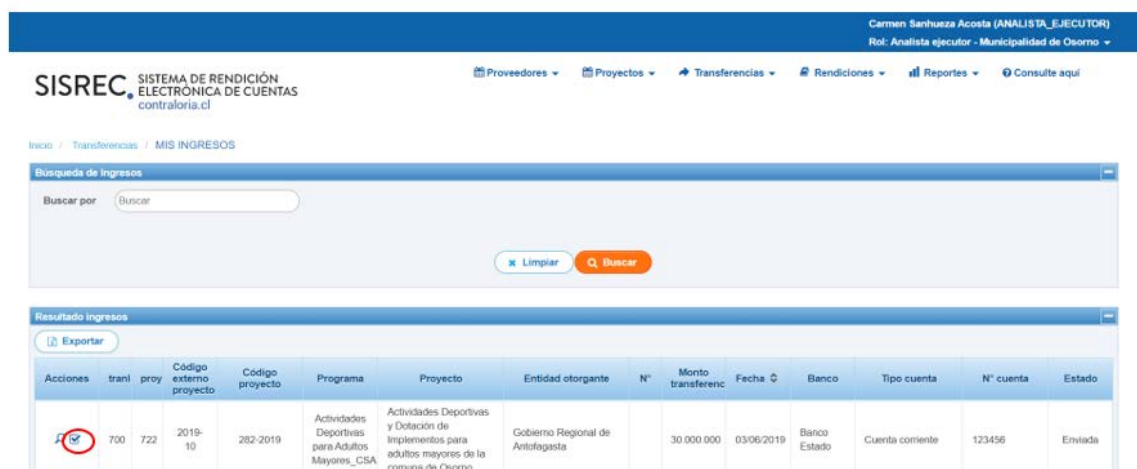 Carmen Sanhueza Acosta (ANALISTA_EJECUTOR)
Rol: Analista ejecutor - Municipalidad de Osorno
SISREC. SISTEMA DE RENDICIÓN
ELECTRÓNICA DE CUENTAS
contraloria.cl
Proveedores Proyectos Transferencias Rendiciones Reportes Consulte aquí
Inicio / Transferencias / MIS INGRESOS
Búsqueda de ingresos
Buscar por Buscar
Limpiar Buscar
Resultado ingresos
Exportar
Acciones tranl proy Código externo proyecto Código proyecto Programa Proyecto Entidad otorgante N° Monto transferenc Fecha Banco Tipo cuenta N° cuenta Estado
700 722 2019-10 282-2019 Actividades Deportivas para Adultos Mayores_CSA Actividades Deportivas y Dotación de Implementos para adultos mayores de la comuna de Osorno Gobierno Regional de Antofagasta 30.000.000 03/06/2019 Banco Estado Cuenta corriente 123456 Enviada